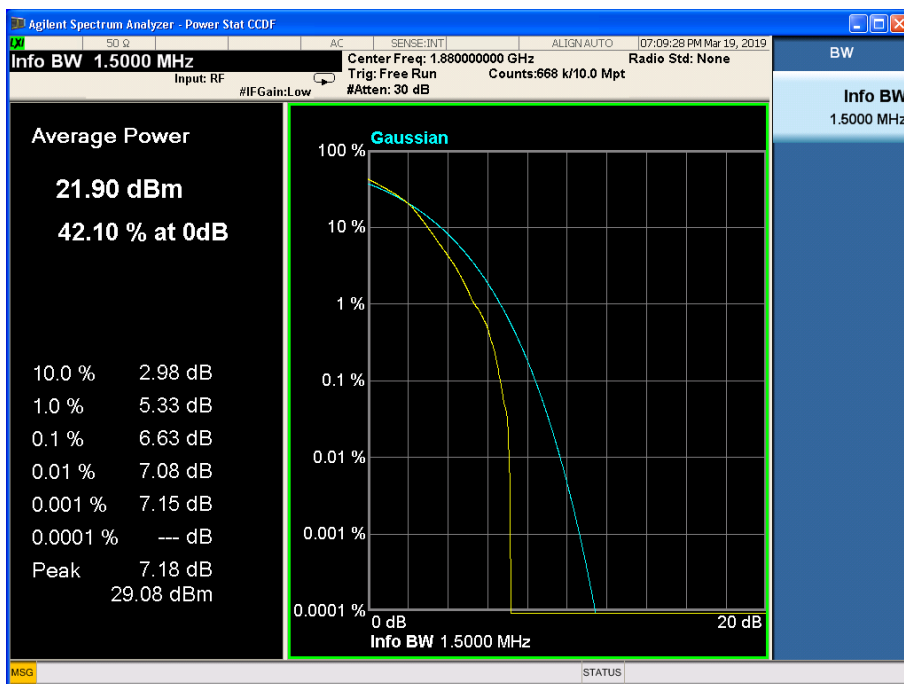 Agilent Spectrum Analyzer - Power Stat CCDF
LXI 50 Ω AC SENSE:INT ALIGN AUTO 07:09:28 PM Mar 19, 2019
Info BW 1.5000 MHz
Center Freq: 1.880000000 GHz Radio Std: None
Input: RF Trig: Free Run Counts:668 k/10.0 Mpt
#IFGain:Low #Atten: 30 dB
BW
Info BW
1.5000 MHz
Average Power
21.90 dBm
42.10 % at 0dB
10.0 % 2.98 dB
1.0 % 5.33 dB
0.1 % 6.63 dB
0.01 % 7.08 dB
0.001 % 7.15 dB
0.0001 % --- dB
Peak 7.18 dB
29.08 dBm
Gaussian
100 %
10 %
1 %
0.1 %
0.01 %
0.001 %
0.0001 %
0 dB 20 dB
Info BW 1.5000 MHz
MSG STATUS